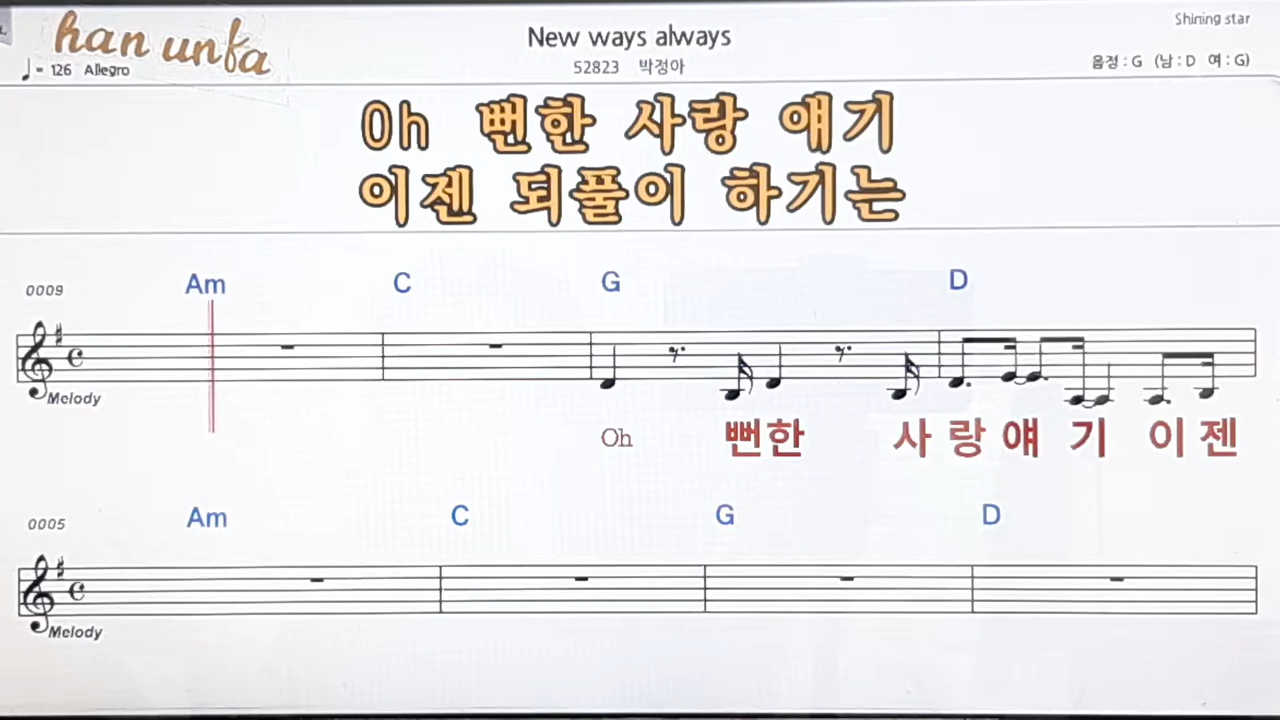 han unfa
Shining star
New ways always
♩= 126 Allegro
52823 박정아
음정 : G (남 : D 여 : G)
Oh 뻔한 사랑 얘기
이젠 되풀이 하기는
0009
Am C G D
Melody
Oh 뻔한 사랑 얘기 이젠
0005
Am C G D
Melody